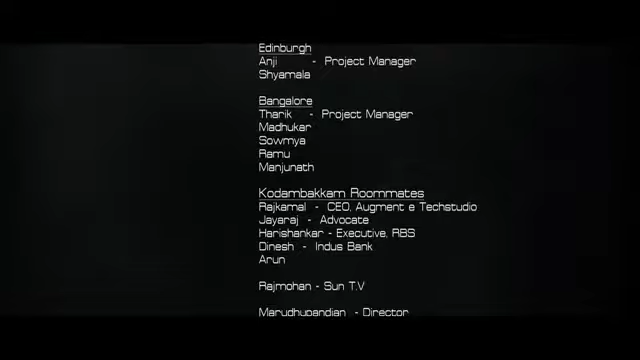 Edinburgh
Anji - Project Manager
Shyamala
Bangalore
Tharik - Project Manager
Madhukar
Sowmya
Ramu
Manjunath
Kodambakkam Roommates
Rajkamal - CEO, Augment e Techstudio
Jayaraj - Advocate
Harishankar - Executive, RBS
Dinesh - Indus Bank
Arun
Rajmohan - Sun T.V
Marudhupandian - Director